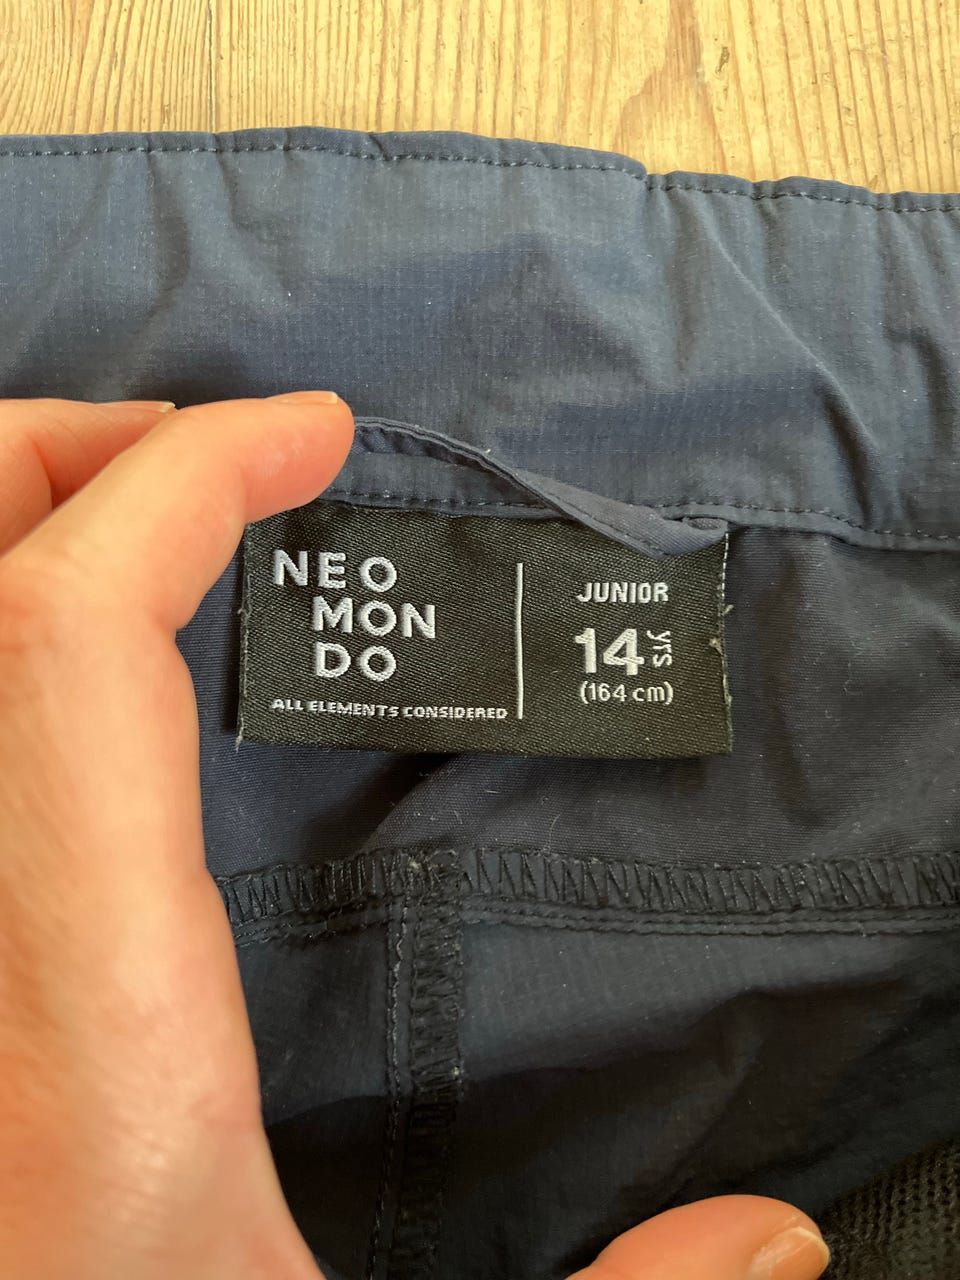 NEO
MON
DO
ALL ELEMENTS CONSIDERED
JUNIOR
14 yrs
(164 cm)